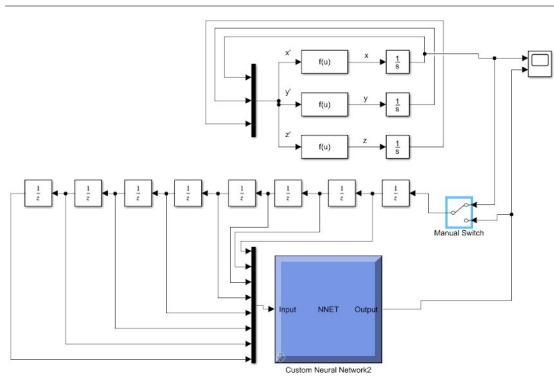 x' f(u) x 1/s
y' f(u) y 1/s
z' f(u) z 1/s
1/z 1/z 1/z 1/z 1/z 1/z 1/z 1/z
Manual Switch
Input NNET Output
Custom Neural Network2